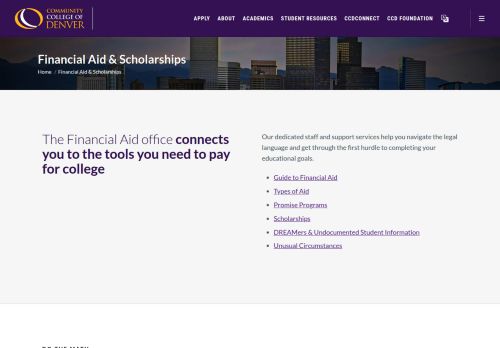 COMMUNITY
COLLEGE OF
DENVER
APPLY ABOUT ACADEMICS STUDENT RESOURCES CCDCONNECT CCD FOUNDATION
Financial Aid & Scholarships
Home / Financial Aid & Scholarships
The Financial Aid office connects
you to the tools you need to pay
for college
Our dedicated staff and support services help you navigate the legal
language and get through the first hurdle to completing your
educational goals.
Guide to Financial Aid
Types of Aid
Promise Programs
Scholarships
DREAMers & Undocumented Student Information
Unusual Circumstances